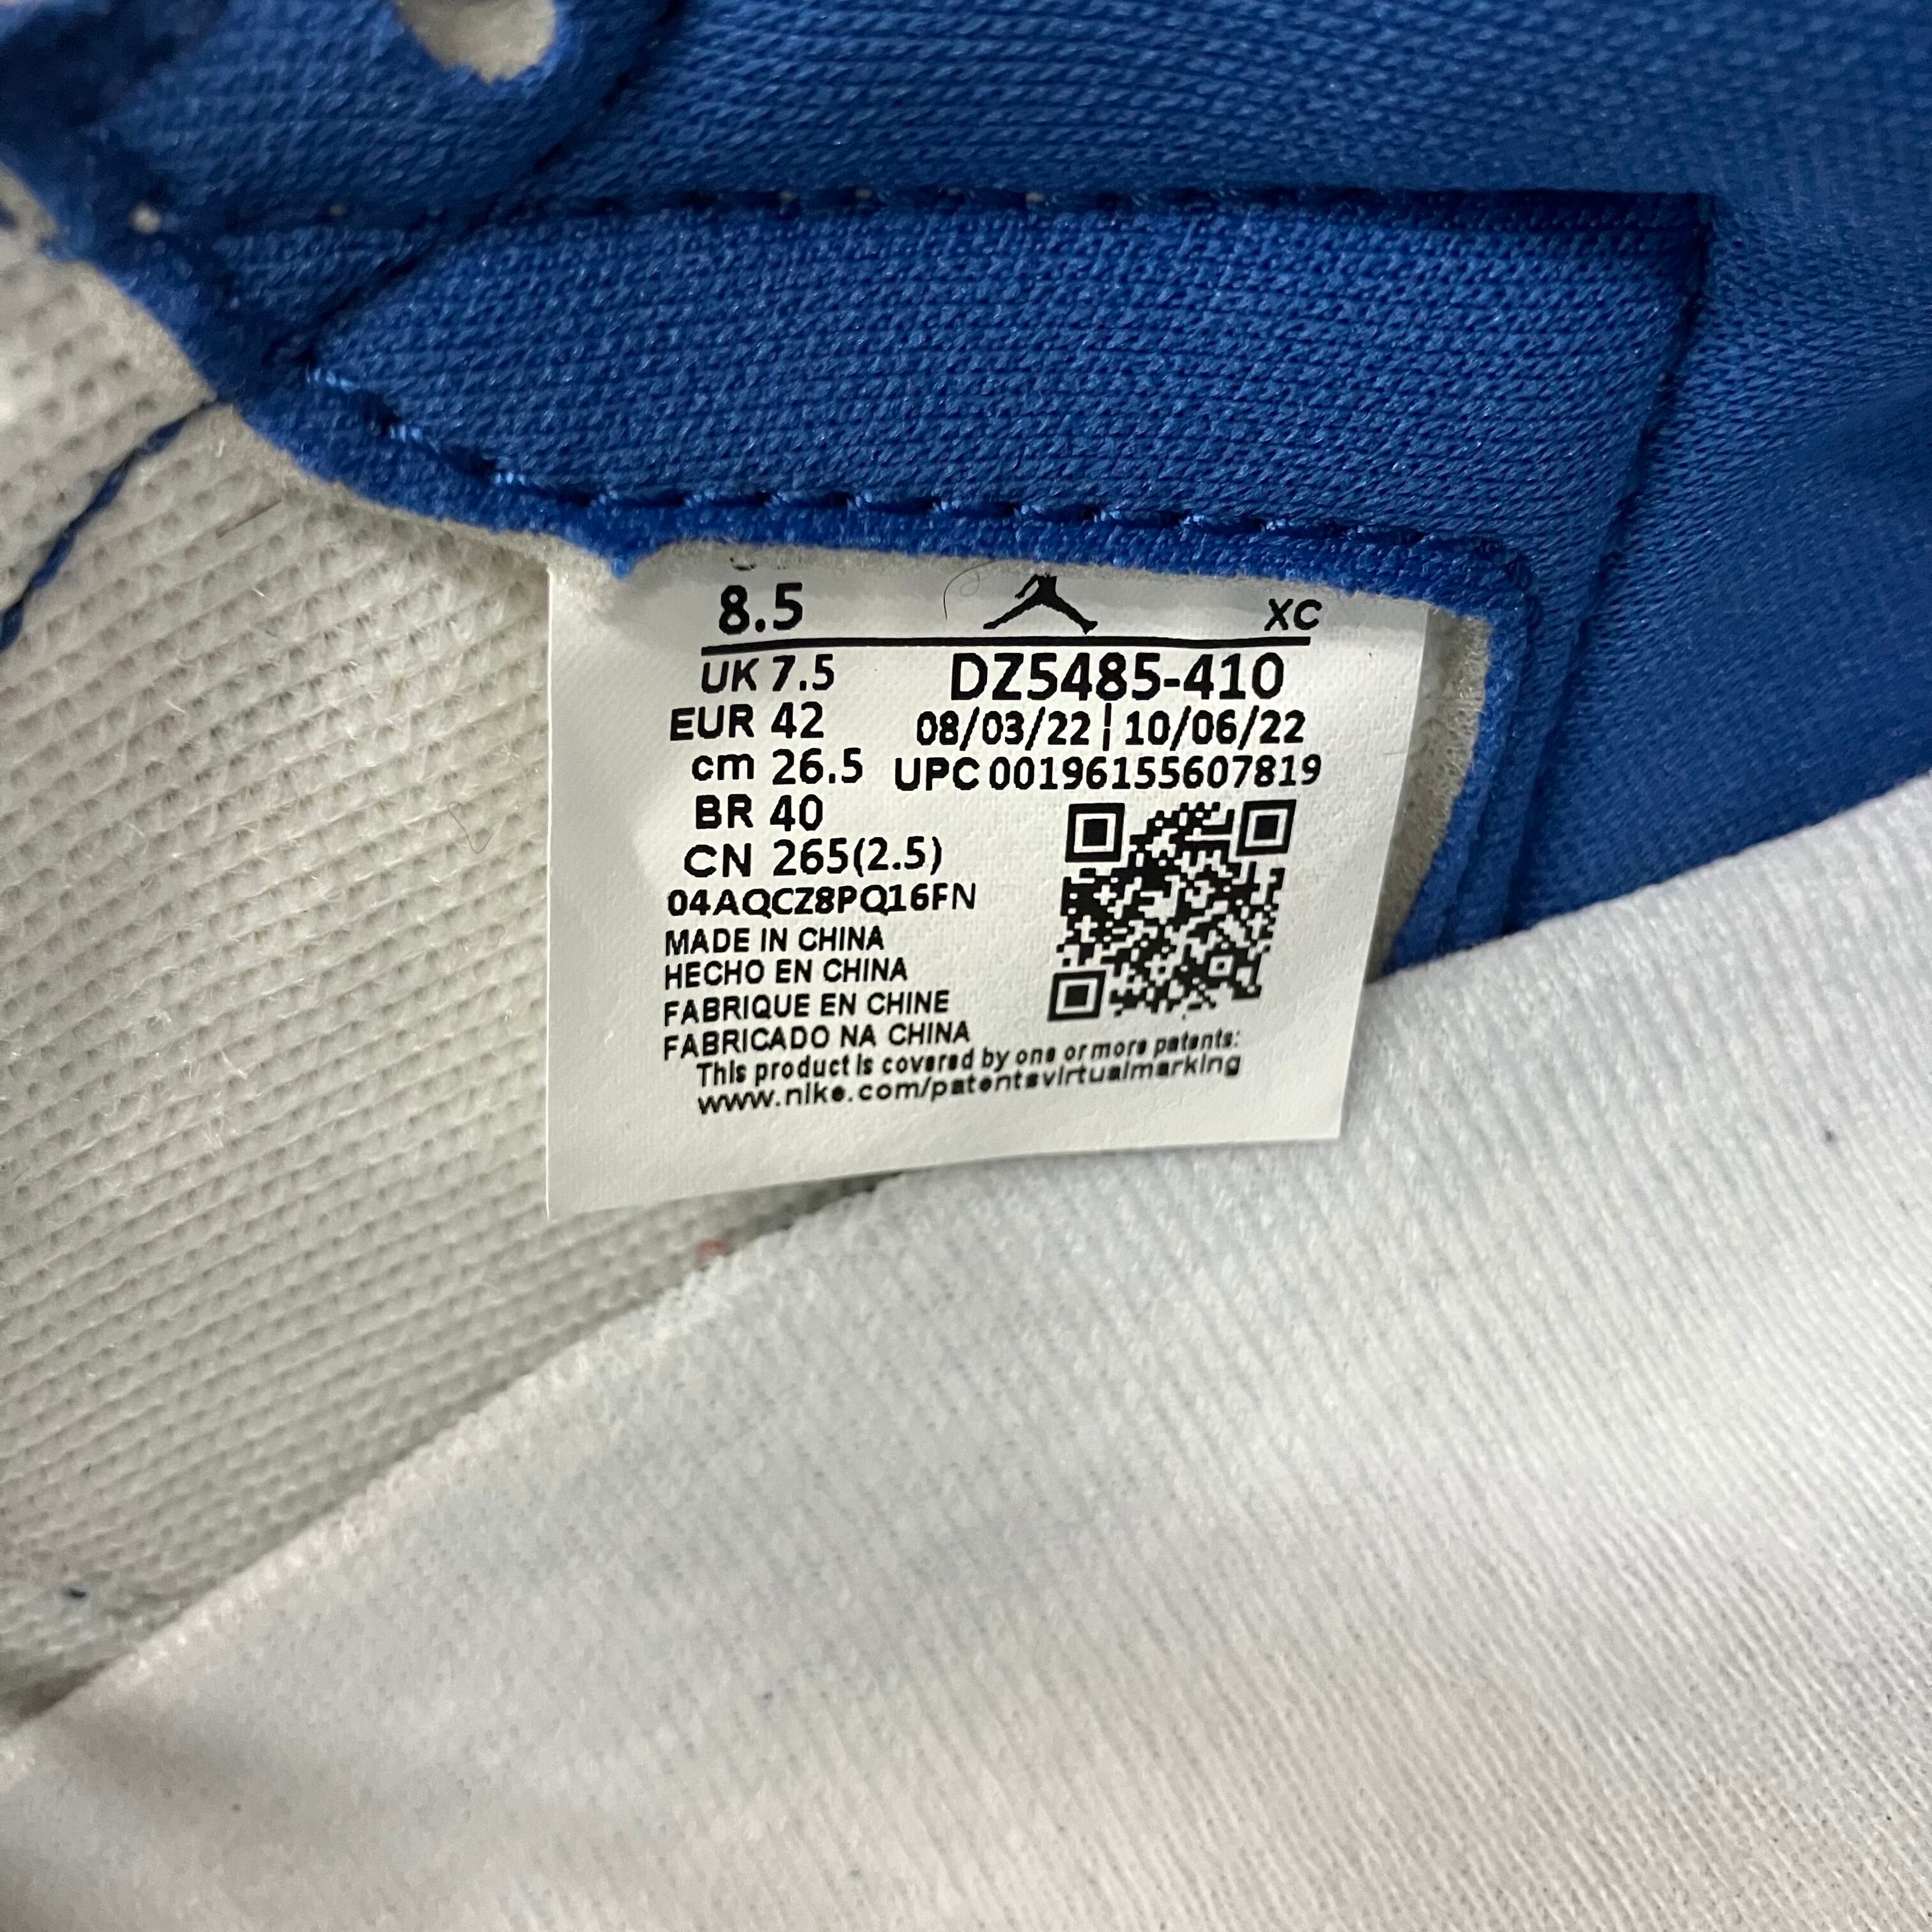 8.5 XC
UK 7.5 DZ5485-410
EUR 42 08/03/22 | 10/06/22
cm 26.5 UPC 00196155607819
BR 40
CN 265(2.5)
04AQCZ8PQ16FN
MADE IN CHINA
HECHO EN CHINA
FABRIQUE EN CHINE
FABRICADO NA CHINA
This product is covered by one or more patents:
www.nike.com/patentsvirtualmarking